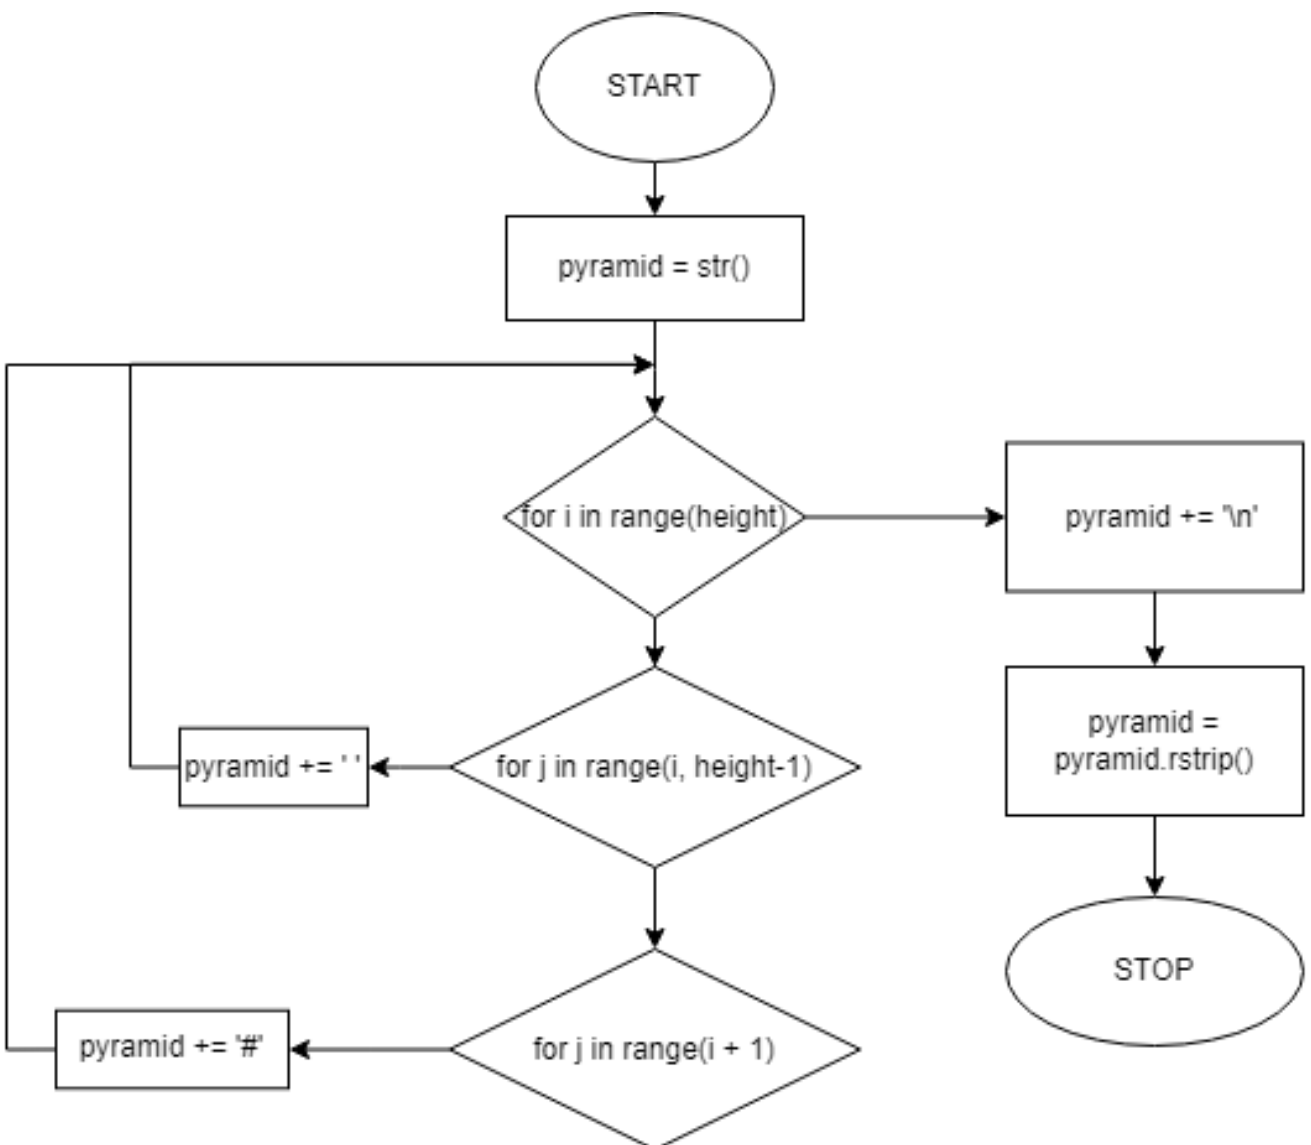 START
pyramid = str()
for i in range(height)
pyramid += '\n'
for j in range(i, height-1)
pyramid += ' '
pyramid =
pyramid.rstrip()
for j in range(i + 1)
pyramid += '#'
STOP